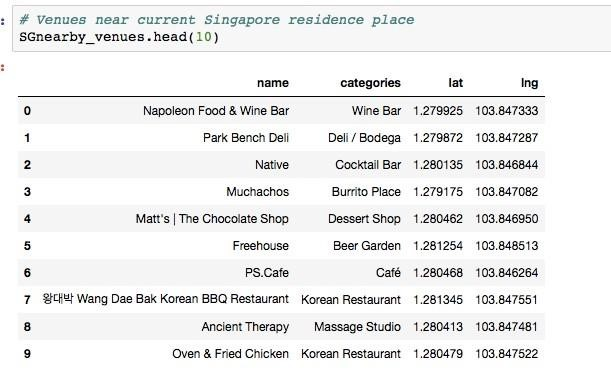 # Venues near current Singapore residence place
SGnearby_venues.head(10)
name categories lat lng
0 Napoleon Food & Wine Bar Wine Bar 1.279925 103.847333
1 Park Bench Deli Deli / Bodega 1.279872 103.847287
2 Native Cocktail Bar 1.280135 103.846844
3 Muchachos Burrito Place 1.279175 103.847082
4 Matt's | The Chocolate Shop Dessert Shop 1.280462 103.846950
5 Freehouse Beer Garden 1.281254 103.848513
6 PS.Cafe Café 1.280468 103.846264
7 왕대박 Wang Dae Bak Korean BBQ Restaurant Korean Restaurant 1.281345 103.847551
8 Ancient Therapy Massage Studio 1.280413 103.847481
9 Oven & Fried Chicken Korean Restaurant 1.280479 103.847522